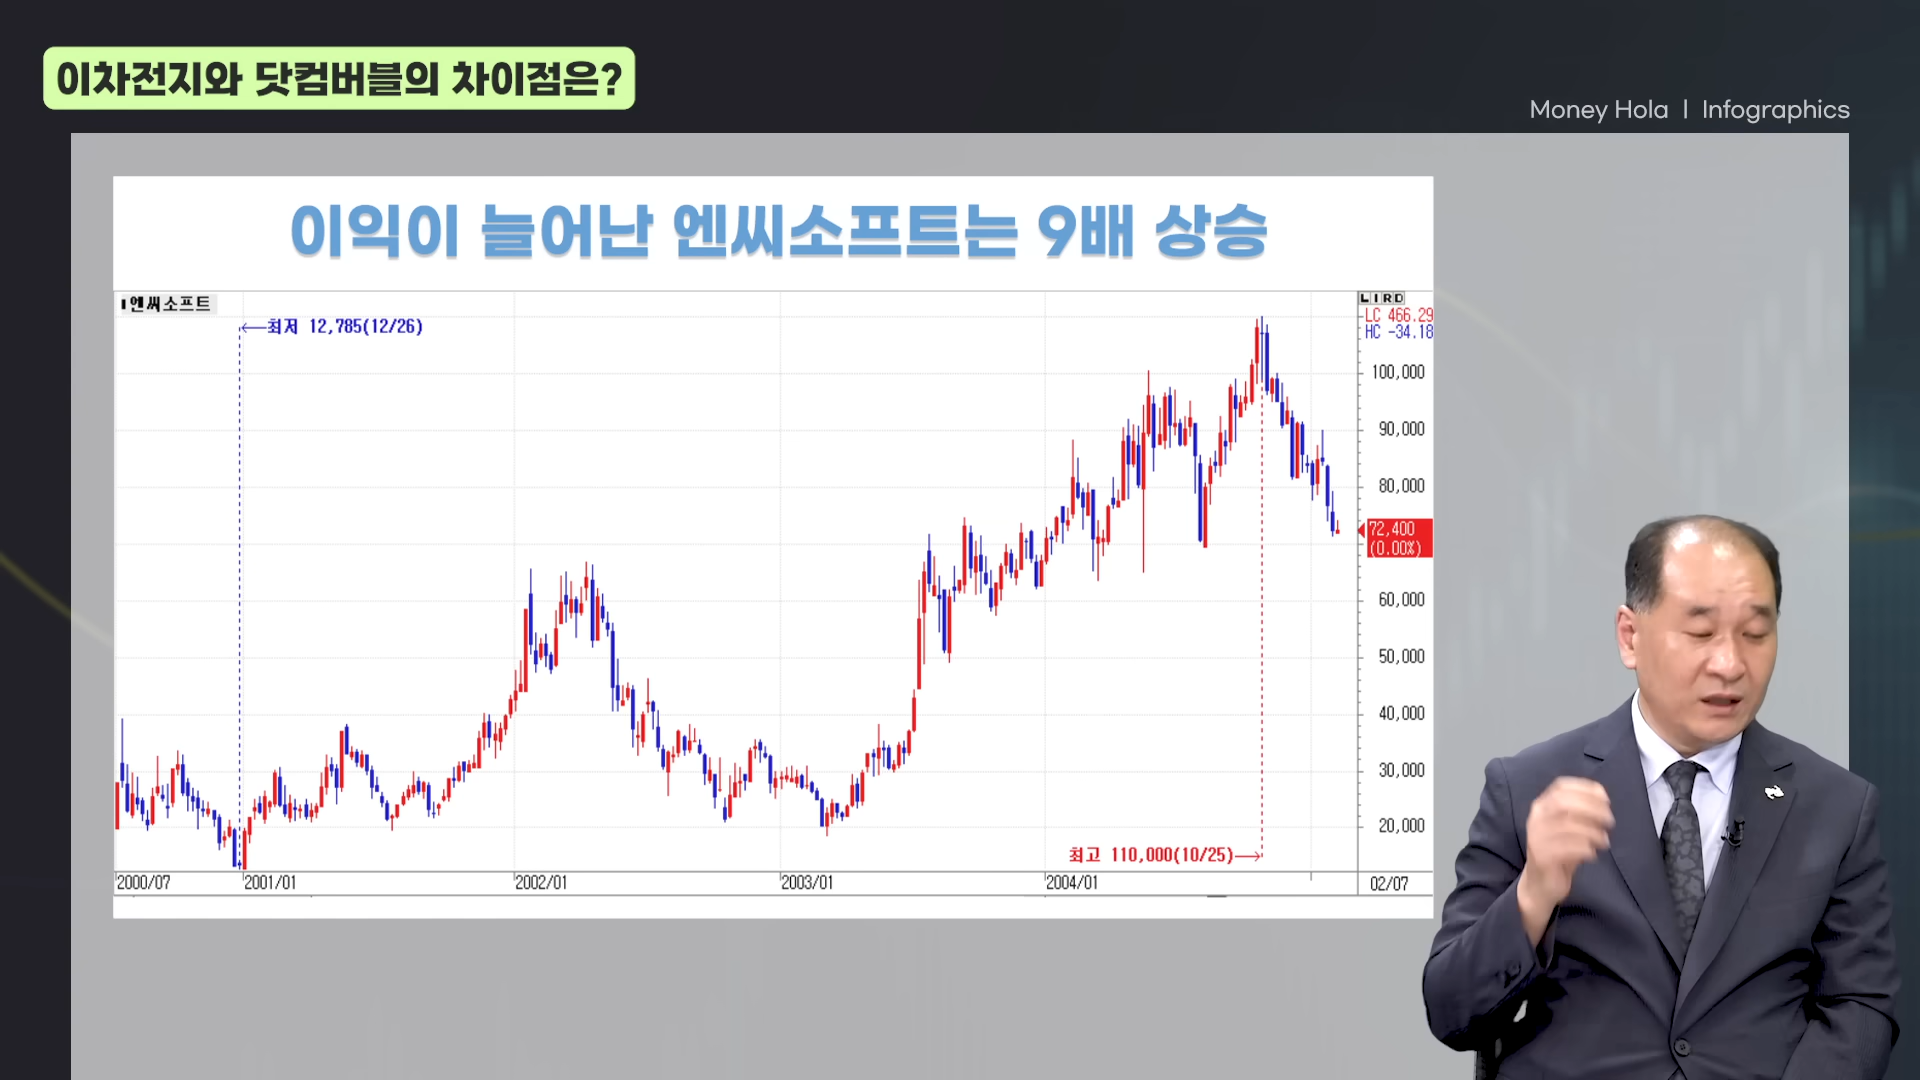 이차전지와 닷컴버블의 차이점은?
Money Hola | Infographics
이익이 늘어난 엔씨소프트는 9배 상승
엔씨소프트
LIRD
LC 466.29
HC -34.18
최저 12,785(12/26)
100,000
90,000
80,000
72,400
(0.00%)
60,000
50,000
40,000
30,000
20,000
최고 110,000(10/25)
2000/07 2001/01 2002/01 2003/01 2004/01 02/07